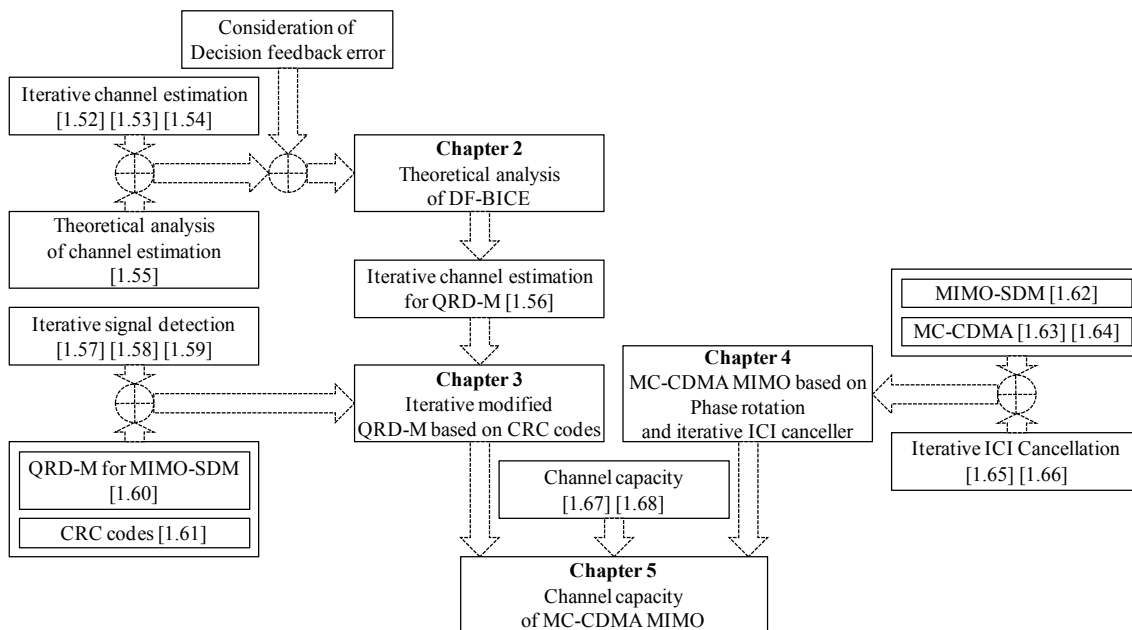 Consideration of
Decision feedback error
Iterative channel estimation
[1.52] [1.53] [1.54]
Chapter 2
Theoretical analysis
of DF-BICE
Theoretical analysis
of channel estimation
[1.55]
Iterative channel estimation
for QRD-M [1.56]
MIMO-SDM [1.62]
MC-CDMA [1.63] [1.64]
Iterative signal detection
[1.57] [1.58] [1.59]
Chapter 3
Iterative modified
QRD-M based on CRC codes
Chapter 4
MC-CDMA MIMO based on
Phase rotation
and iterative ICI canceller
Iterative ICI Cancellation
[1.65] [1.66]
QRD-M for MIMO-SDM
[1.60]
CRC codes [1.61]
Channel capacity
[1.67] [1.68]
Chapter 5
Channel capacity
of MC-CDMA MIMO